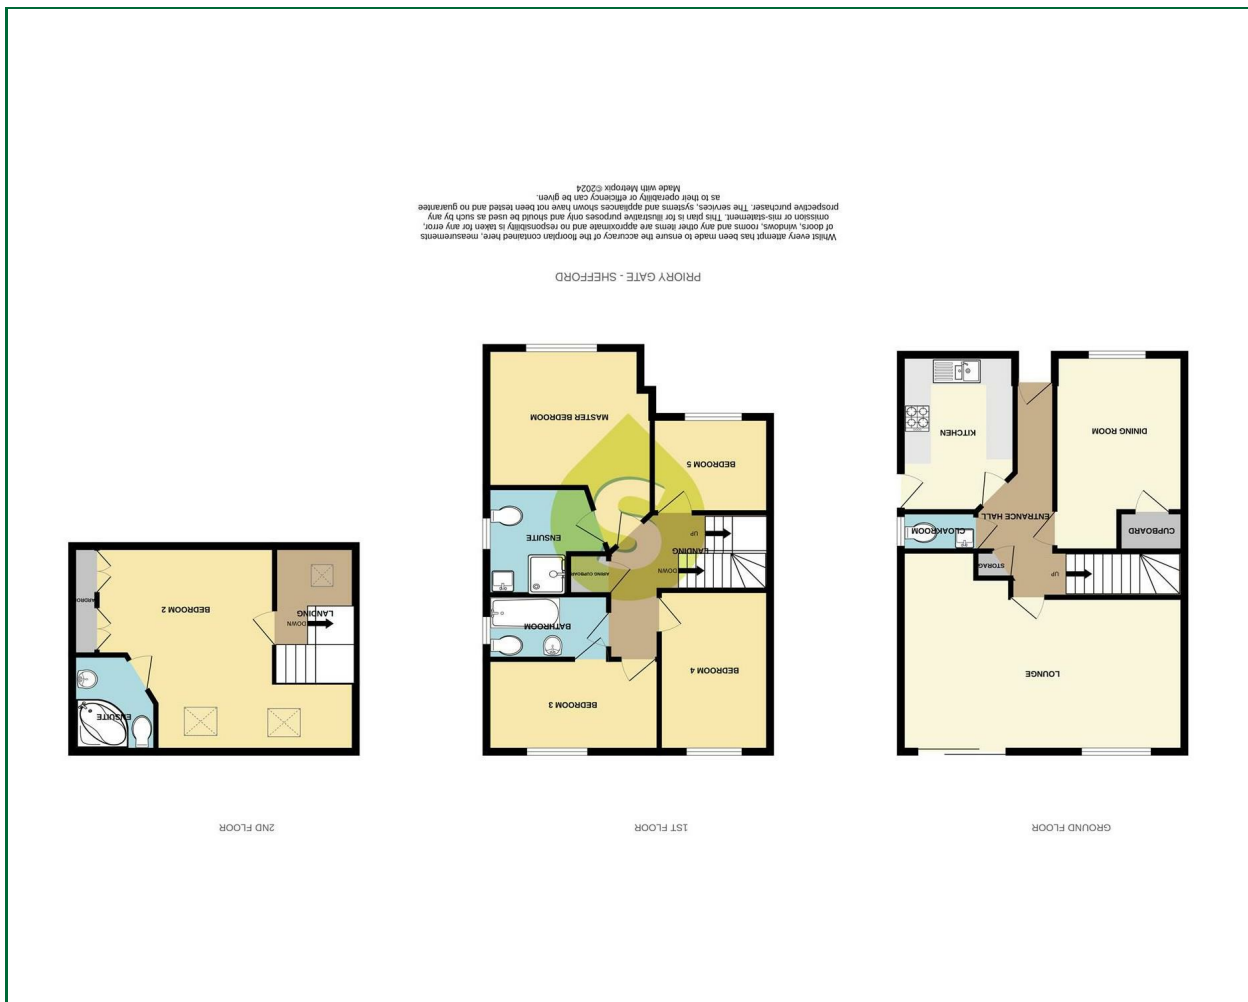 GROUND FLOOR
1ST FLOOR
2ND FLOOR
LOUNGE
UP
STORAG
CUPBOARD
ENTRANCE HALL
CLOAKROOM
DINING ROOM
KITCHEN
BEDROOM 4
BEDROOM 3
BATHROOM
DOWN
AIRING CUPBOARD
LANDING
UP
ENSUITE
BEDROOM 5
MASTER BEDROOM
ENSUITE
DOWN
LANDING
BEDROOM 2
ARDRO
PRIORY GATE - SHEFFORD
Whilst every attempt has been made to ensure the accuracy of the floorplan contained here, measurements
of doors, windows, rooms and any other items are approximate and no responsibility is taken for any error,
omission or mis-statement. This plan is for illustrative purposes only and should be used as such by any
prospective purchaser. The services, systems and appliances shown have not been tested and no guarantee
as to their operability or efficiency can be given.
Made with Metropix ©2024